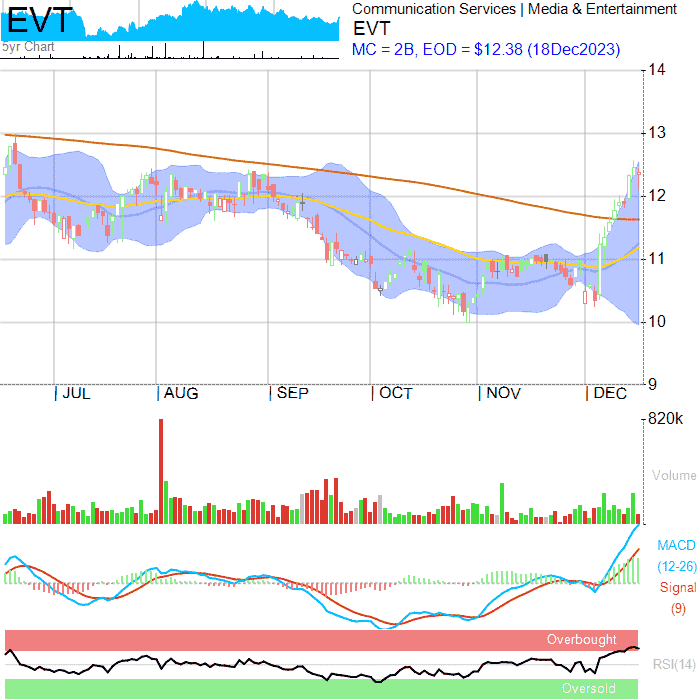 EVT
5yr Chart
Communication Services | Media & Entertainment
EVT
MC = 2B, EOD = $12.38 (18Dec2023)
14
13
12
11
10
9
JUL
AUG
SEP
OCT
NOV
DEC
820k
Volume
MACD
(12-26)
Signal
(9)
Overbought
RSI(14)
Oversold